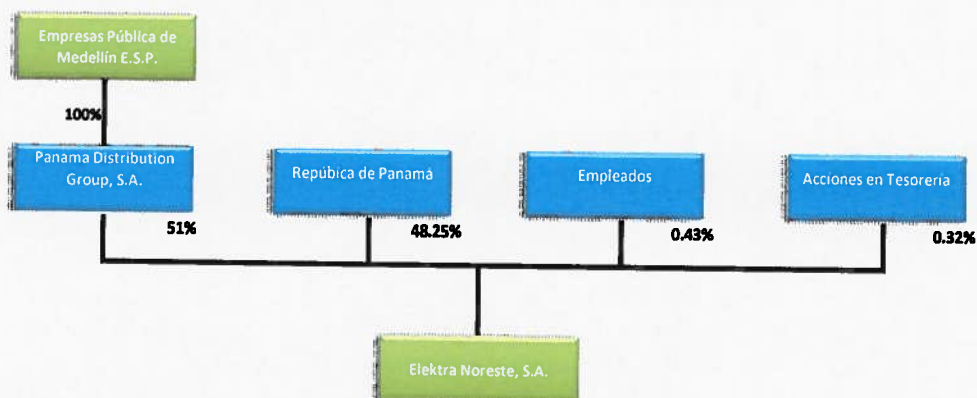 Empresas Pública de
Medellín E.S.P.
100%
Panama Distribution
Group, S.A.
Repúbica de Panamá
Empleados
Acciones en Tesorería
51%
48.25%
0.43%
0.32%
Elektra Noreste, S.A.